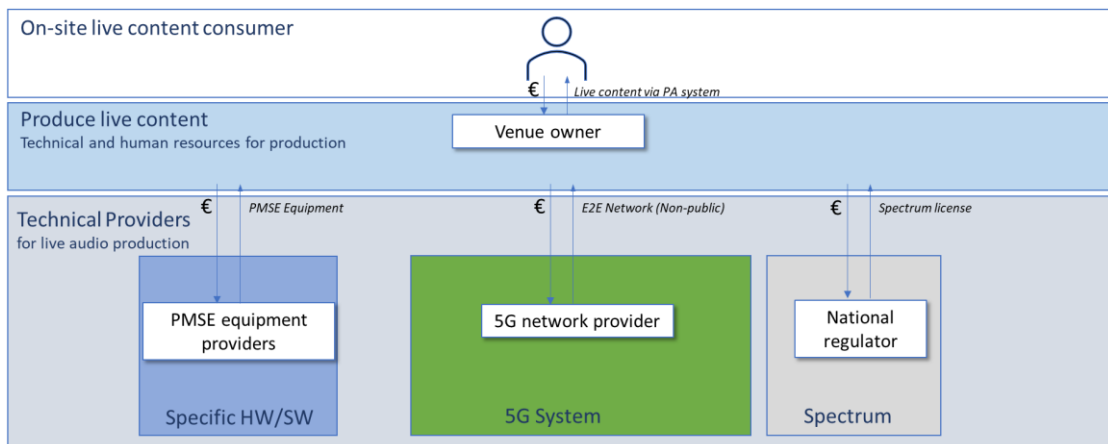 On-site live content consumer
€
Live content via PA system
Produce live content
Technical and human resources for production
Venue owner
€
PMSE Equipment
€
E2E Network (Non-public)
€
Spectrum license
Technical Providers
for live audio production
PMSE equipment
providers
5G network provider
National
regulator
Specific HW/SW
5G System
Spectrum